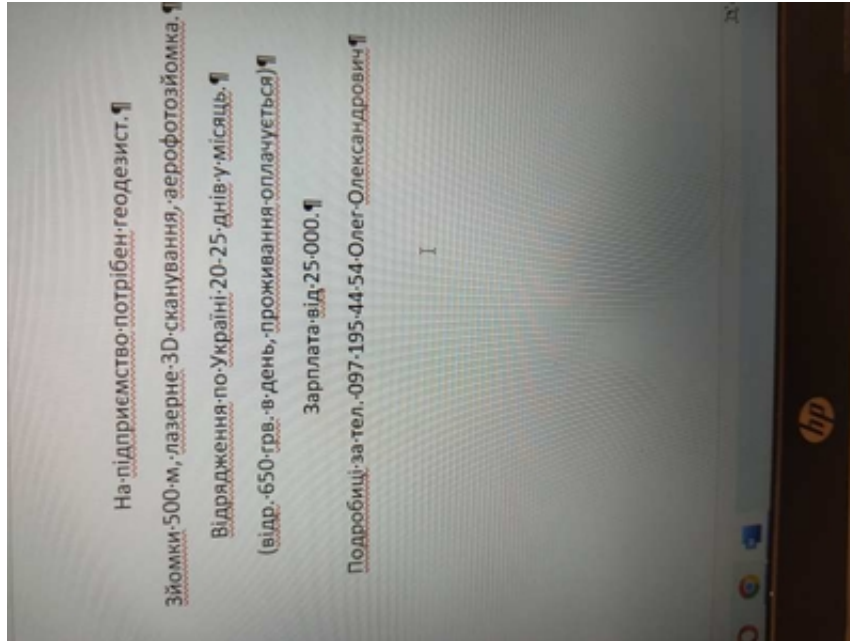 На підприємство потрібен геодезист.
Зйомки 500 м, лазерне 3D сканування, аерофотозйомка.
Відрядження по Україні 20-25 днів у місяць.
(відр. 650 грв. в день, проживання оплачується)
Зарплата від 25 000.
Подробиці за тел. 097 195 44 54 Олег Олександрович
hp